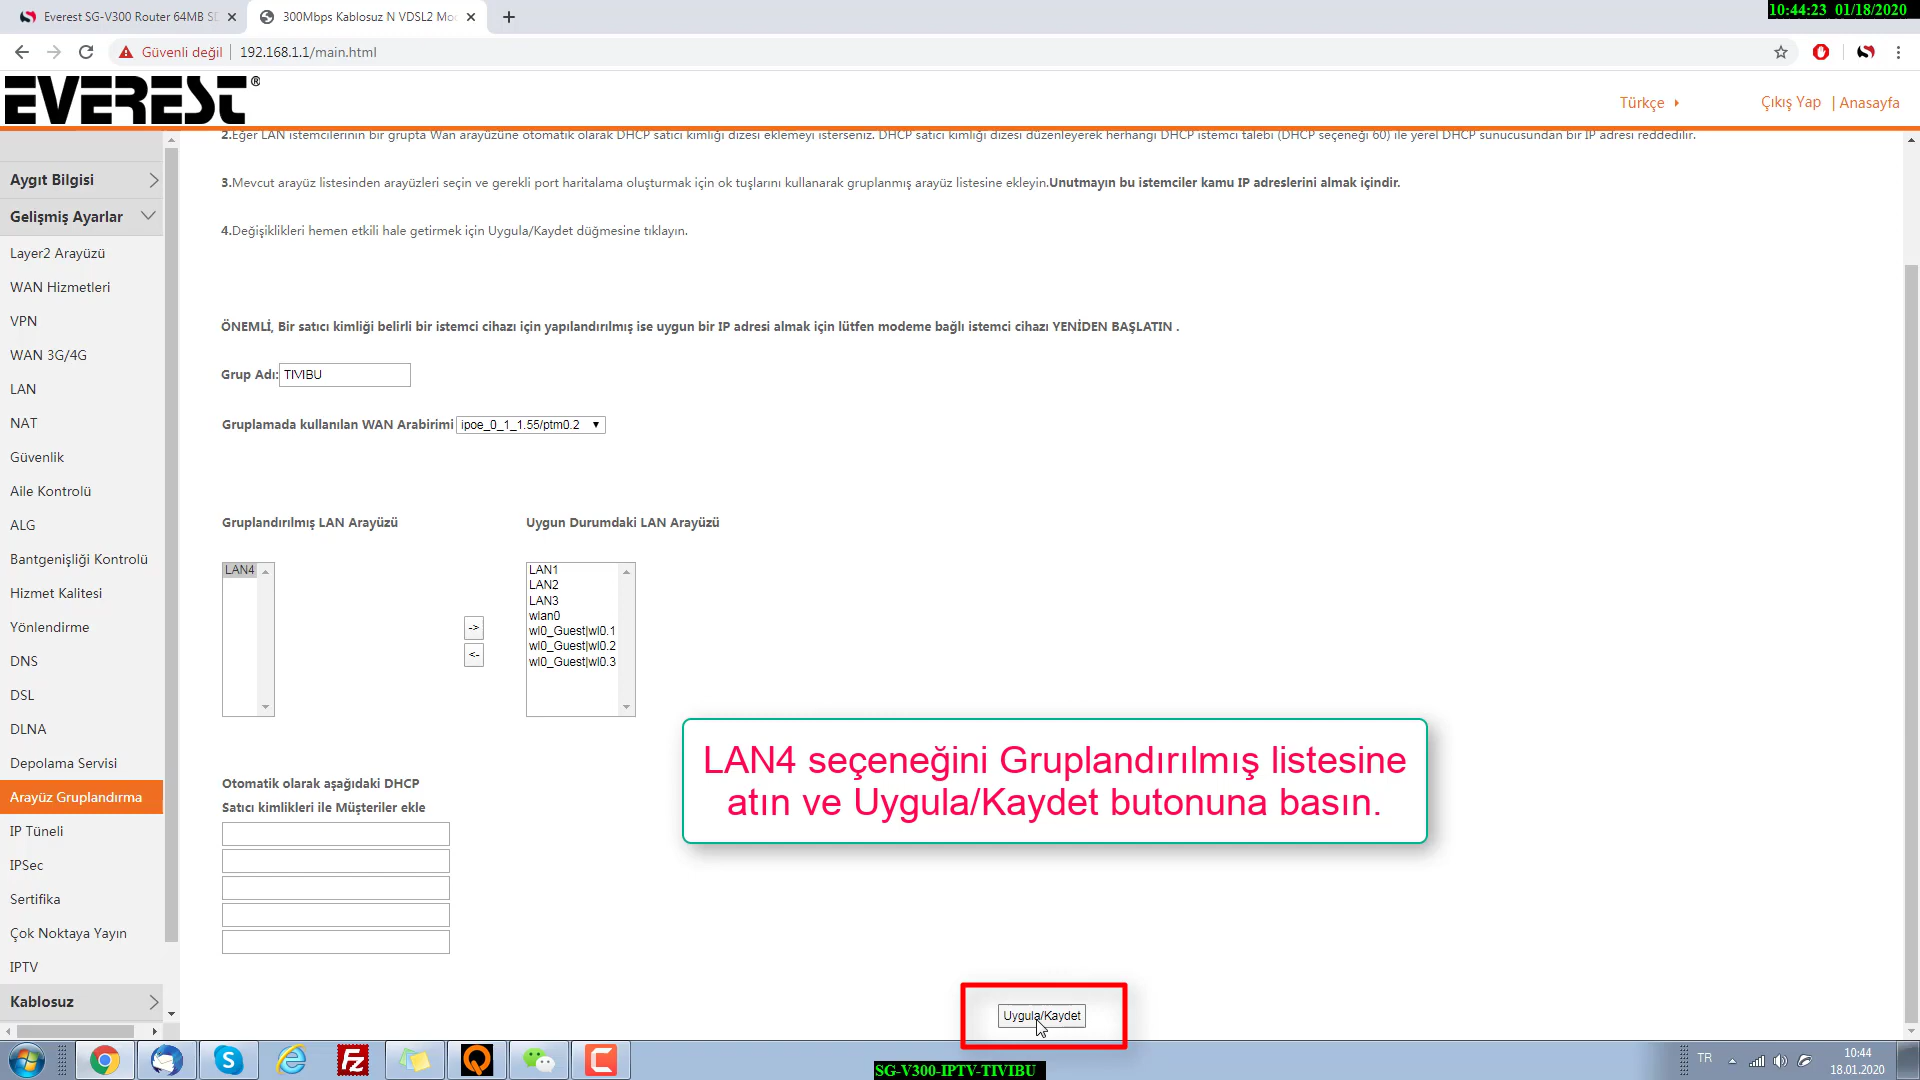 Everest SG-V300 Router 64MB SD
300Mbps Kablosuz N VDSL2 Mod
10:44:23 01/18/2020
Güvenli değil
192.168.1.1/main.html
EVEREST®
Türkçe
Çıkış Yap | Anasayfa
2.Eğer LAN istemcilerinin bir grupta Wan arayüzüne otomatik olarak DHCP satıcı kimliği dizesi eklemeyi isterseniz. DHCP satıcı kimliği dizesi düzenleyerek herhangi DHCP istemci talebi (DHCP seçeneği 60) ile yerel DHCP sunucusundan bir IP adresi reddedilir.
3.Mevcut arayüz listesinden arayüzleri seçin ve gerekli port haritalama oluşturmak için ok tuşlarını kullanarak gruplanmış arayüz listesine ekleyin.Unutmayın bu istemciler kamu IP adreslerini almak içindir.
4.Değişiklikleri hemen etkili hale getirmek için Uygula/Kaydet düğmesine tıklayın.
ÖNEMLİ, Bir satıcı kimliği belirli bir istemci cihazı için yapılandırılmış ise uygun bir IP adresi almak için lütfen modeme bağlı istemci cihazı YENİDEN BAŞLATIN .
Grup Adı: TIVIBU
Gruplamada kullanılan WAN Arabirimi ipoe_0_1_1.55/ptm0.2
Gruplandırılmış LAN Arayüzü
Uygun Durumdaki LAN Arayüzü
LAN4
LAN1
LAN2
LAN3
wlan0
wl0_Guest|wl0.1
wl0_Guest|wl0.2
wl0_Guest|wl0.3
->
<-
LAN4 seçeneğini Gruplandırılmış listesine
atın ve Uygula/Kaydet butonuna basın.
Otomatik olarak aşağıdaki DHCP
Satıcı kimlikleri ile Müşteriler ekle
Uygula/Kaydet
Aygıt Bilgisi
Gelişmiş Ayarlar
Layer2 Arayüzü
WAN Hizmetleri
VPN
WAN 3G/4G
LAN
NAT
Güvenlik
Aile Kontrolü
ALG
Bantgenişliği Kontrolü
Hizmet Kalitesi
Yönlendirme
DNS
DSL
DLNA
Depolama Servisi
Arayüz Gruplandırma
IP Tüneli
IPSec
Sertifika
Çok Noktaya Yayın
IPTV
Kablosuz
SG-V300-IPTV-TIVIBU
TR
10:44
18.01.2020